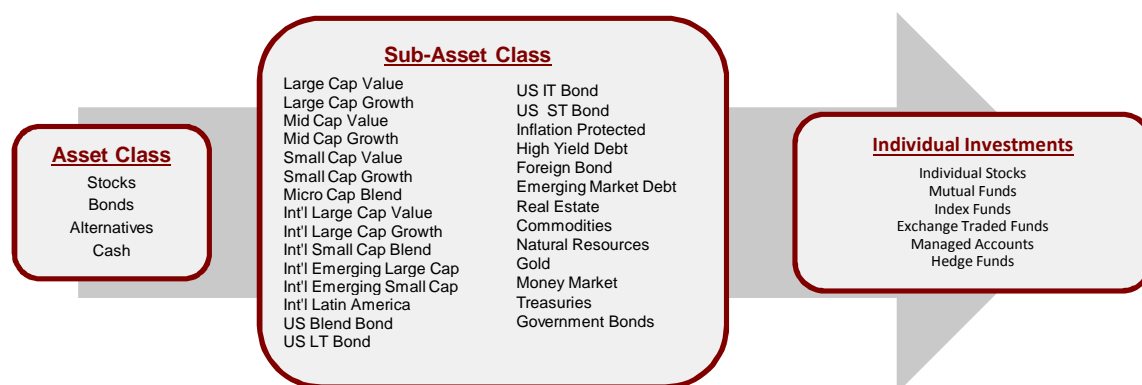 Asset Class
Stocks
Bonds
Alternatives
Cash
Sub-Asset Class
Large Cap Value
Large Cap Growth
Mid Cap Value
Mid Cap Growth
Small Cap Value
Small Cap Growth
Micro Cap Blend
Int'l Large Cap Value
Int'l Large Cap Growth
Int'l Small Cap Blend
Int'l Emerging Large Cap
Int'l Emerging Small Cap
Int'l Latin America
US Blend Bond
US LT Bond
US IT Bond
US ST Bond
Inflation Protected
High Yield Debt
Foreign Bond
Emerging Market Debt
Real Estate
Commodities
Natural Resources
Gold
Money Market
Treasuries
Government Bonds
Individual Investments
Individual Stocks
Mutual Funds
Index Funds
Exchange Traded Funds
Managed Accounts
Hedge Funds